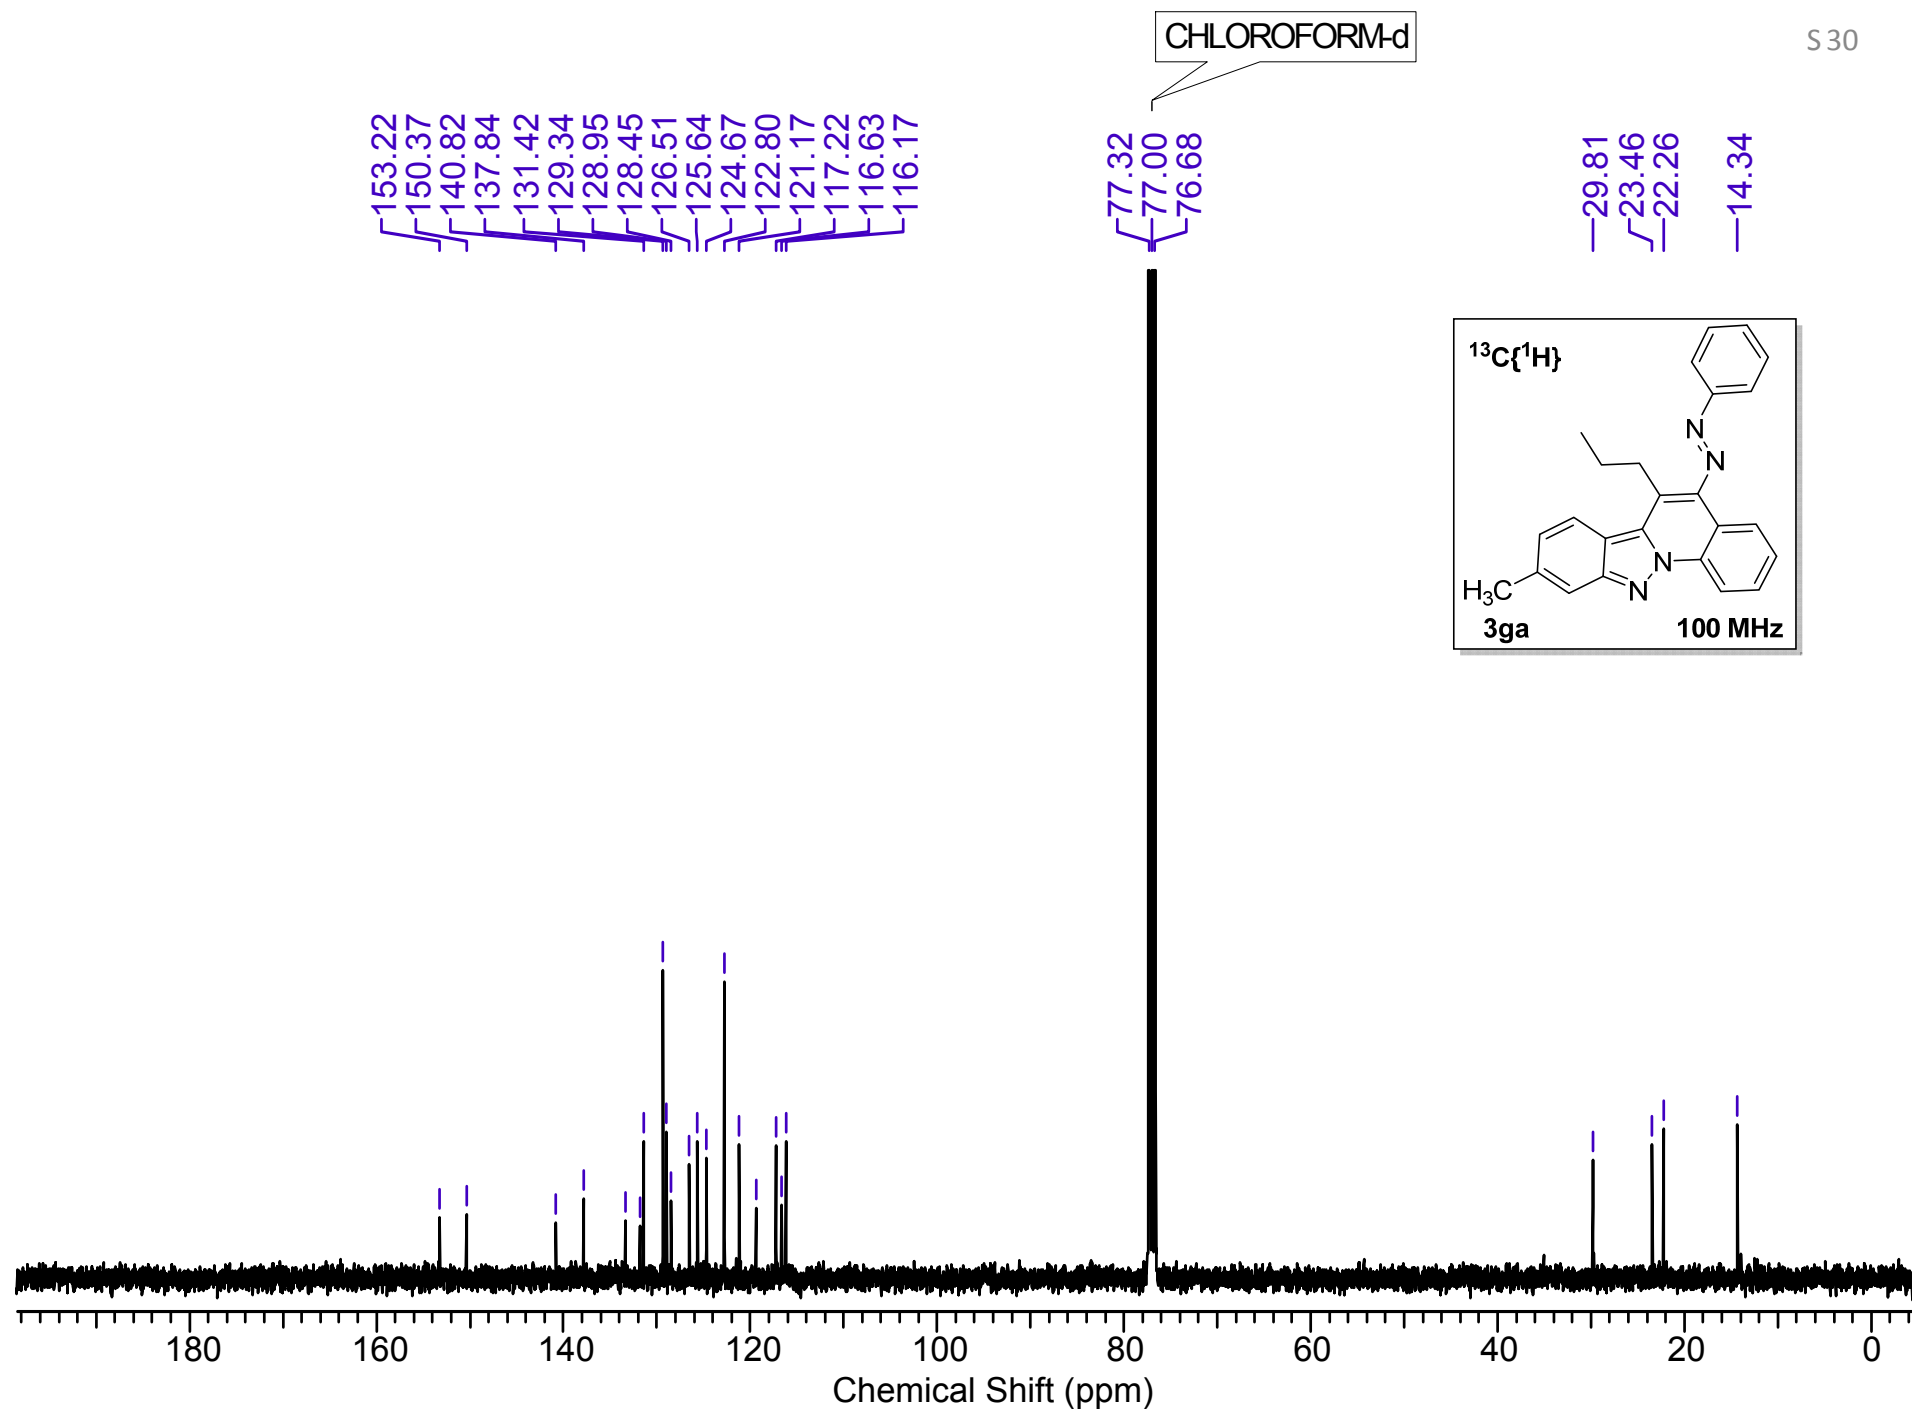 CHLOROFORM-d
S 30
153.22
150.37
140.82
137.84
131.42
129.34
128.95
128.45
126.51
125.64
124.67
122.80
121.17
117.22
116.63
116.17
77.32
77.00
76.68
29.81
23.46
22.26
14.34
¹³C{¹H}
N
N
N
N
H₃C
3ga
100 MHz
180 160 140 120 100 80 60 40 20 0
Chemical Shift (ppm)